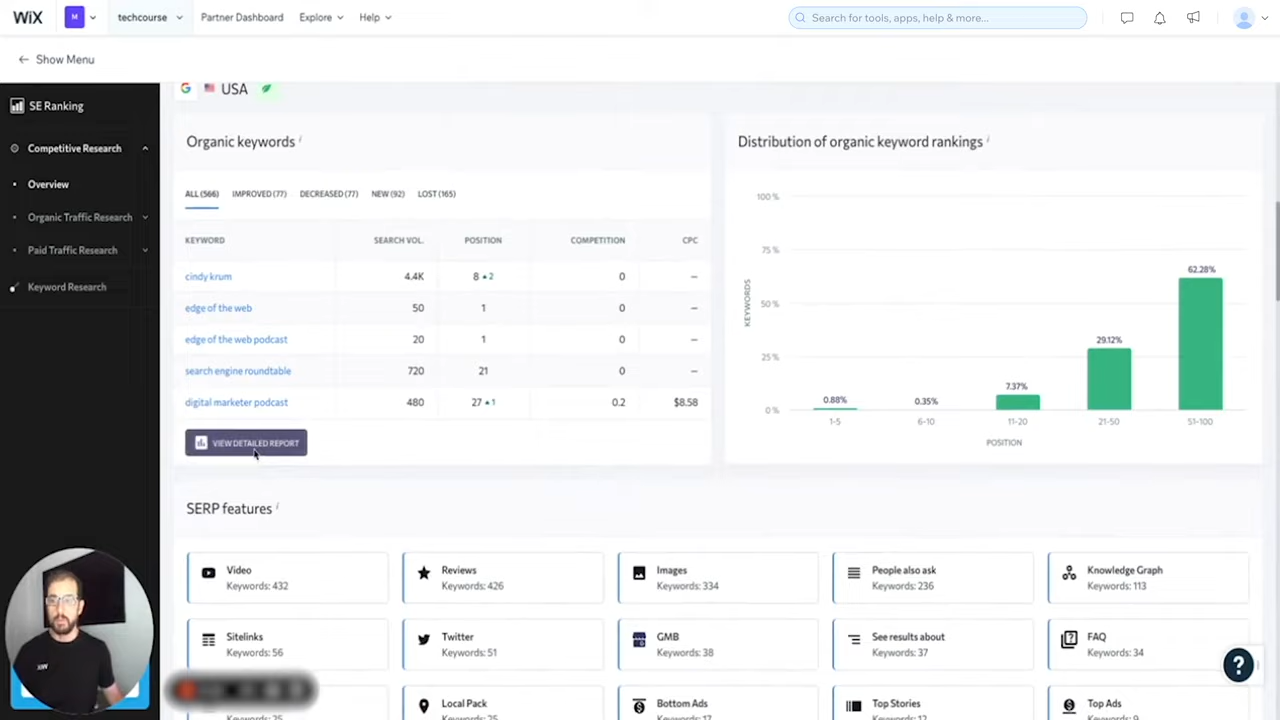 WiX M techcourse Partner Dashboard Explore Help Search for tools, apps, help & more...
Show Menu
SE Ranking
Competitive Research
Overview
Organic Traffic Research
Paid Traffic Research
Keyword Research
USA
Organic keywords i
ALL (566) IMPROVED (77) DECREASED (77) NEW (92) LOST (165)
KEYWORD SEARCH VOL. POSITION COMPETITION CPC
cindy krum 4.4K 8 2 0 –
edge of the web 50 1 0 –
edge of the web podcast 20 1 0 –
search engine roundtable 720 21 0 –
digital marketer podcast 480 27 1 0.2 $8.58
VIEW DETAILED REPORT
Distribution of organic keyword rankings i
100 %
75 %
50 %
25 %
0 %
KEYWORDS
0.88% 0.35% 7.37% 29.12% 62.28%
1-5 6-10 11-20 21-50 51-100
POSITION
SERP features i
Video
Keywords: 432
Reviews
Keywords: 426
Images
Keywords: 334
People also ask
Keywords: 236
Knowledge Graph
Keywords: 113
Sitelinks
Keywords: 56
Twitter
Keywords: 51
GMB
Keywords: 38
See results about
Keywords: 37
FAQ
Keywords: 34
Local Pack
Bottom Ads
Top Stories
Top Ads
?